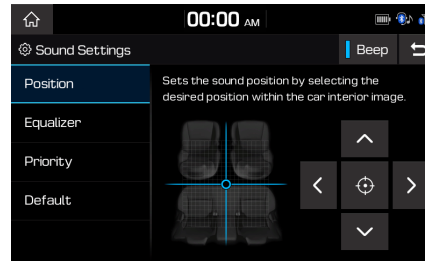 00:00 AM
Sound Settings
Beep
Position
Sets the sound position by selecting the
desired position within the car interior image.
Equalizer
Priority
Default